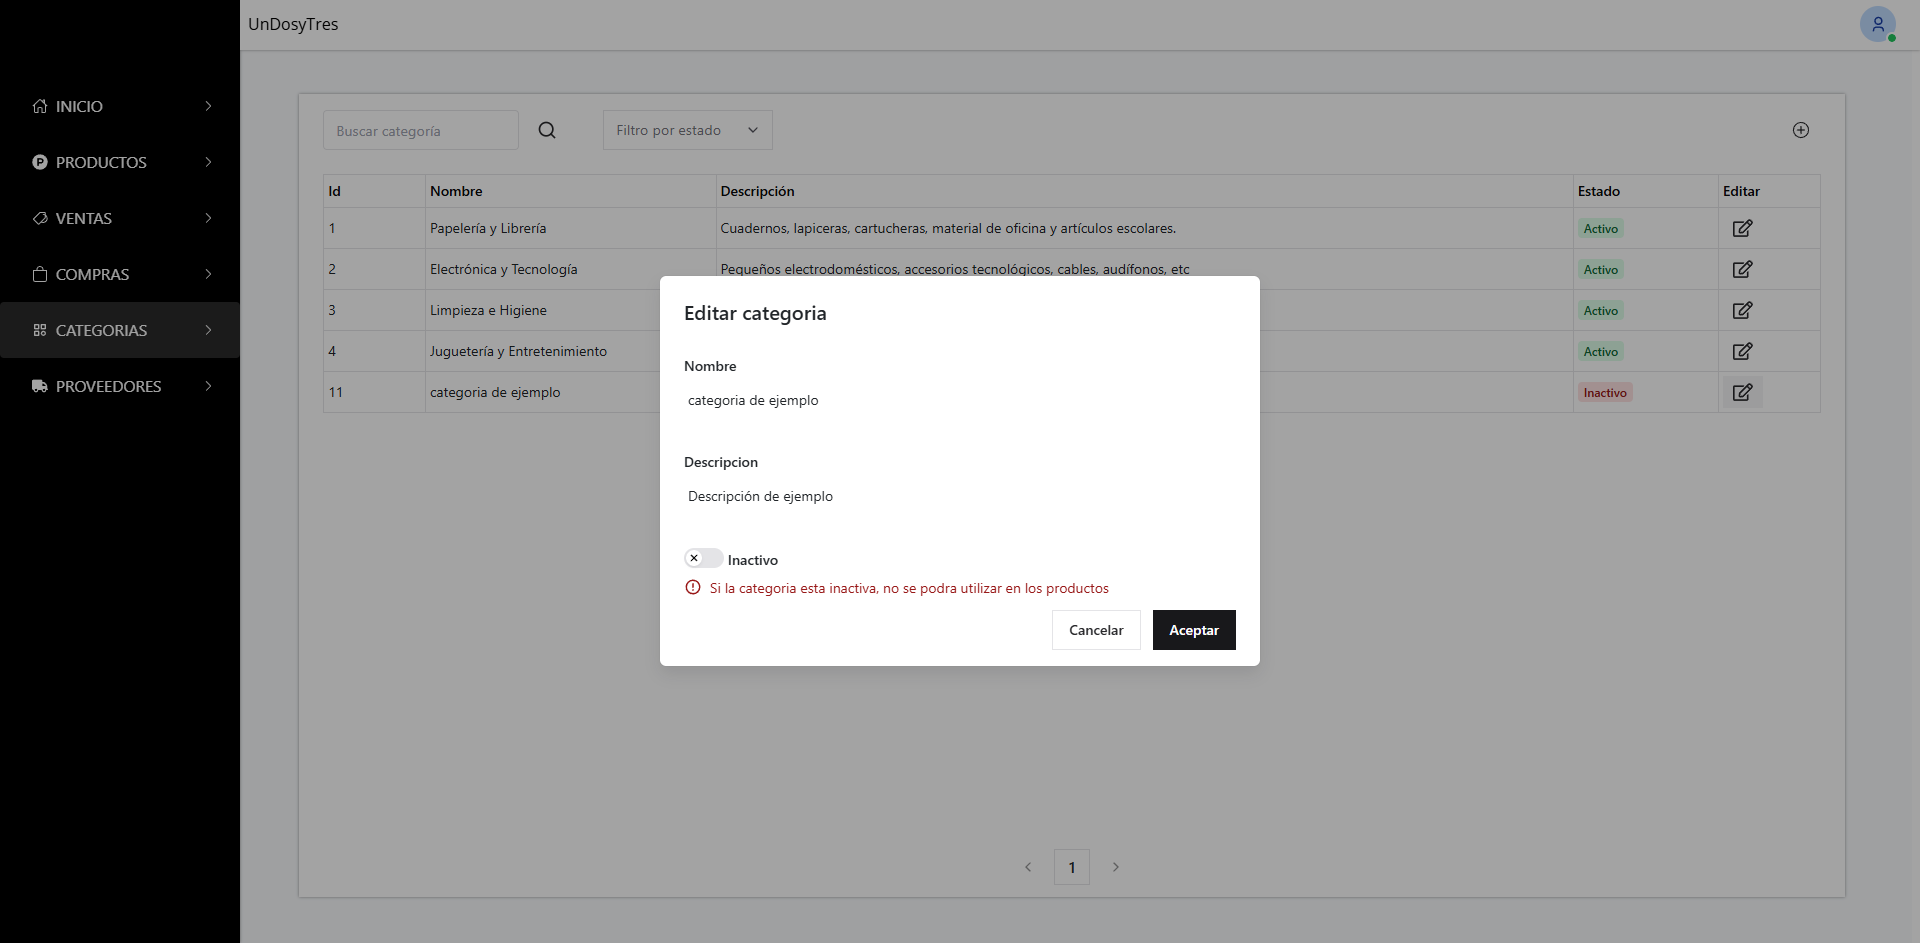 UnDosyTres
INICIO
PRODUCTOS
VENTAS
COMPRAS
CATEGORIAS
PROVEEDORES
Buscar categoría
Filtro por estado
Id Nombre Descripción Estado Editar
1 Papelería y Librería Cuadernos, lapiceras, cartucheras, material de oficina y artículos escolares. Activo
2 Electrónica y Tecnología Pequeños electrodomésticos, accesorios tecnológicos, cables, audífonos, etc Activo
3 Limpieza e Higiene Activo
4 Juguetería y Entretenimiento Activo
11 categoria de ejemplo Inactivo
Editar categoria
Nombre
categoria de ejemplo
Descripcion
Descripción de ejemplo
Inactivo
Si la categoria esta inactiva, no se podra utilizar en los productos
Cancelar Aceptar
1